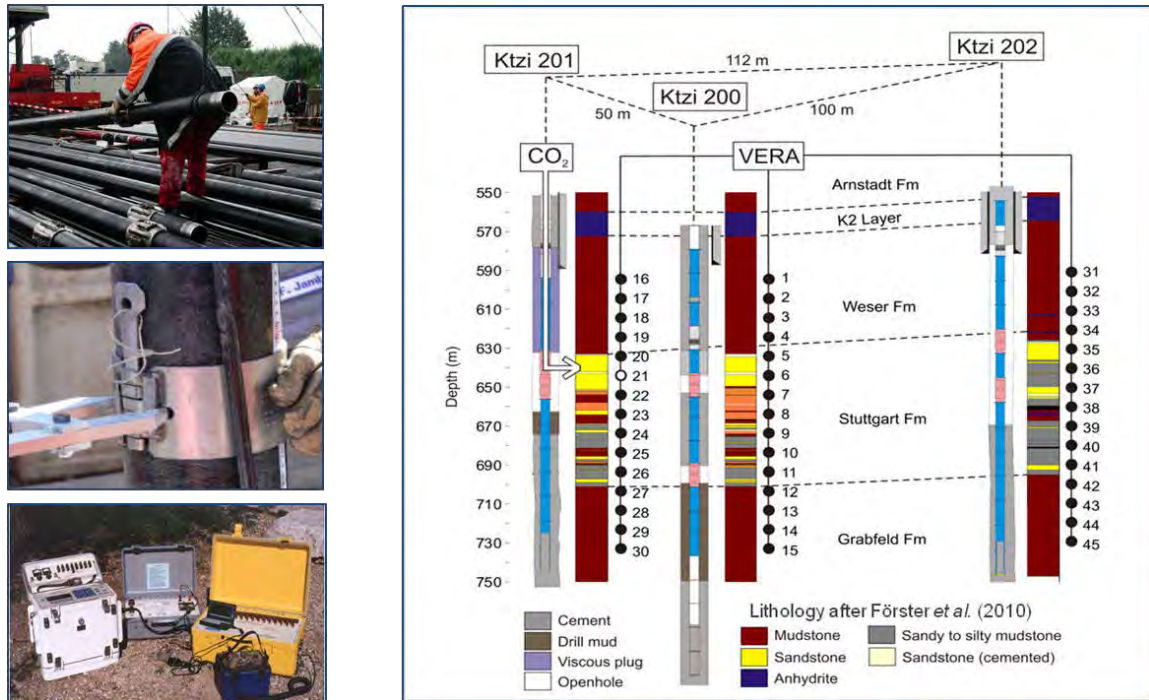 F. Jami
Ktzi 201
Ktzi 202
112 m
Ktzi 200
50 m
100 m
CO₂
VERA
Depth (m)
550
570
590
610
630
650
670
690
710
730
750
Arnstadt Fm
K2 Layer
Weser Fm
Stuttgart Fm
Grabfeld Fm
16
17
18
19
20
21
22
23
24
25
26
27
28
29
30
1
2
3
4
5
6
7
8
9
10
11
12
13
14
15
31
32
33
34
35
36
37
38
39
40
41
42
43
44
45
Cement
Drill mud
Viscous plug
Openhole
Lithology after Förster et al. (2010)
Mudstone
Sandstone
Anhydrite
Sandy to silty mudstone
Sandstone (cemented)